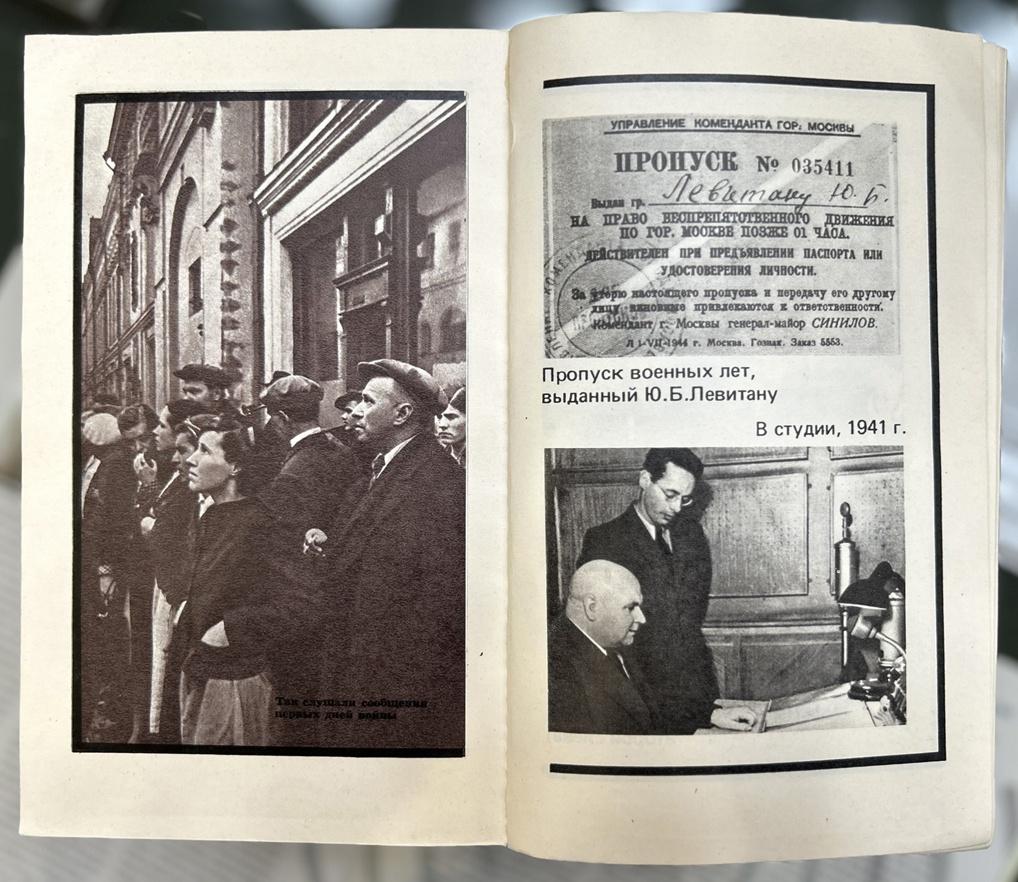 Так слушали сообщения
первых дней войны
УПРАВЛЕНИЕ КОМЕНДАНТА ГОР. МОСКВЫ
ПРОПУСК № 035411
Выдан гр. Левитану Ю. Б.
НА ПРАВО БЕСПРЕПЯТСТВЕННОГО ДВИЖЕНИЯ
ПО ГОР. МОСКВЕ ПОЗЖЕ 01 ЧАСА.
ДЕЙСТВИТЕЛЕН ПРИ ПРЕДЪЯВЛЕНИИ ПАСПОРТА ИЛИ
УДОСТОВЕРЕНИЯ ЛИЧНОСТИ.
За утерю настоящего пропуска и передачу его другому
лицу виновные привлекаются к ответственности.
Комендант г. Москвы генерал-майор СИНИЛОВ.
Л 1-VII-1944 г. Москва. Гознак. Заказ 5553.
Пропуск военных лет,
выданный Ю.Б.Левитану
В студии, 1941 г.